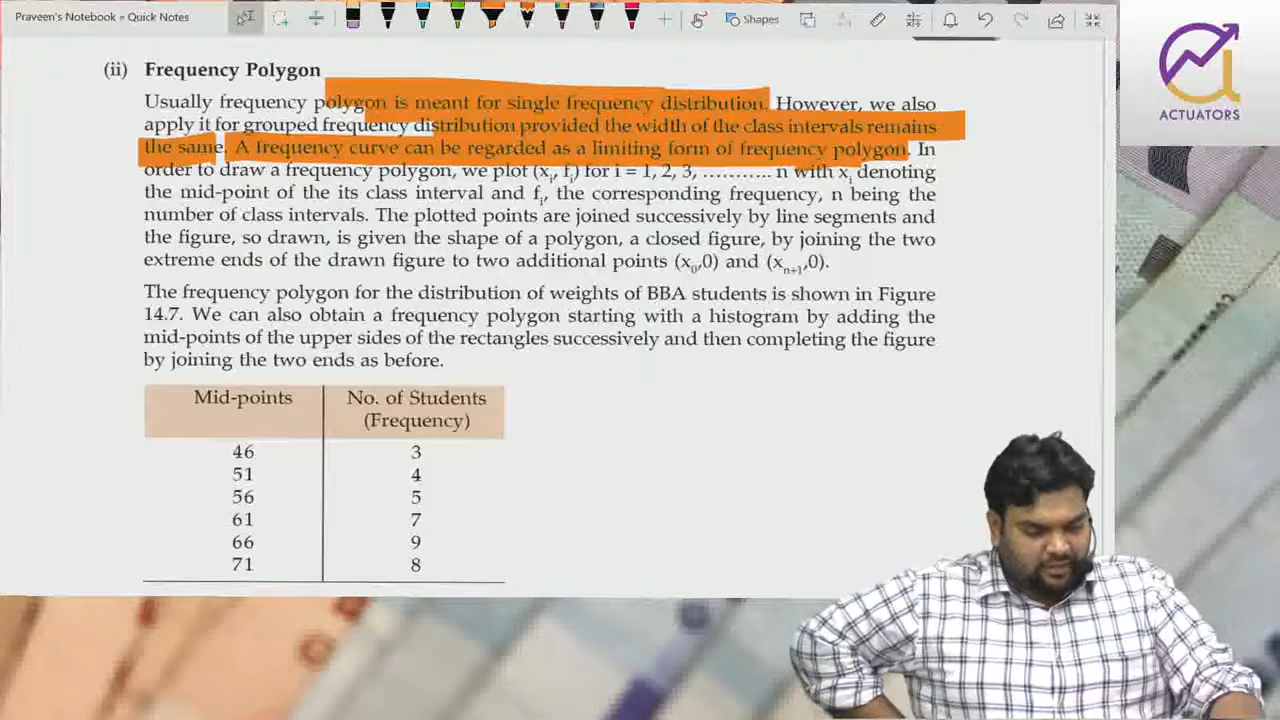 Praveen's Notebook » Quick Notes
Shapes
ACTUATORS
(ii) Frequency Polygon
Usually frequency polygon is meant for single frequency distribution. However, we also
apply it for grouped frequency distribution provided the width of the class intervals remains
the same. A frequency curve can be regarded as a limiting form of frequency polygon. In
order to draw a frequency polygon, we plot (xi, fi) for i = 1, 2, 3, ……….. n with xi denoting
the mid-point of the its class interval and fi, the corresponding frequency, n being the
number of class intervals. The plotted points are joined successively by line segments and
the figure, so drawn, is given the shape of a polygon, a closed figure, by joining the two
extreme ends of the drawn figure to two additional points (x0,0) and (xn+1,0).
The frequency polygon for the distribution of weights of BBA students is shown in Figure
14.7. We can also obtain a frequency polygon starting with a histogram by adding the
mid-points of the upper sides of the rectangles successively and then completing the figure
by joining the two ends as before.
Mid-points No. of Students
(Frequency)
46 3
51 4
56 5
61 7
66 9
71 8